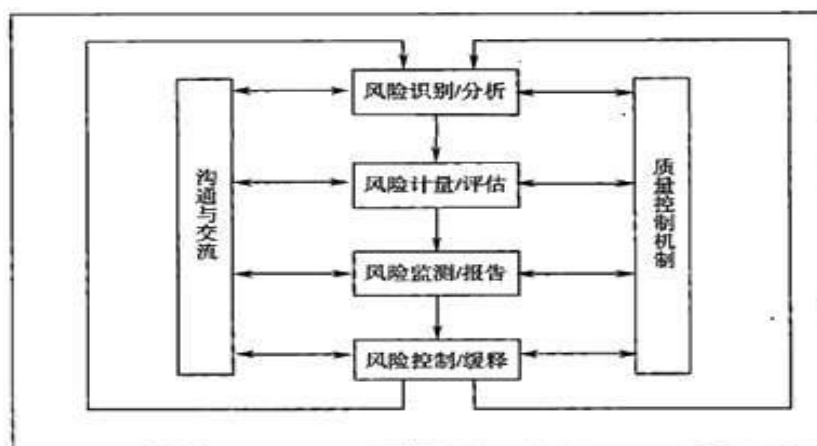 风险识别/分析
沟通与交流
风险计量/评估
质量控制机制
风险监测/报告
风险控制/缓释